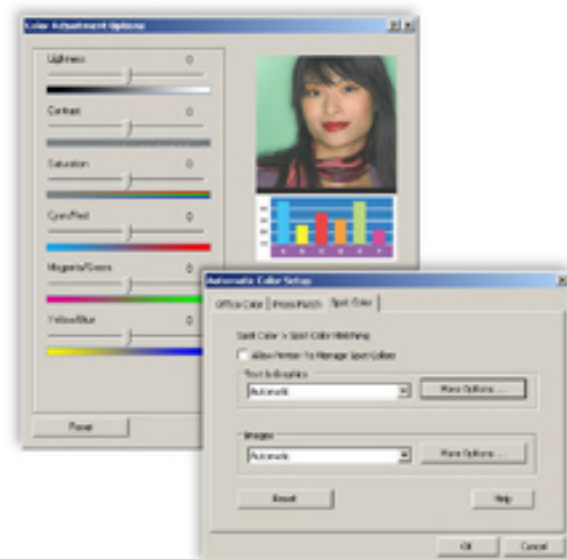 Color Adjustment Options
Lightness 0
Contrast 0
Saturation 0
Cyan/Red 0
Magenta/Green 0
Yellow/Blue 0
Reset
Automatic Color Setup
Office Color Press Match Spot Color
Spot Color > Spot Color Matching
Allow Printer To Manage Spot Colors
Text & Graphics
Automatic More Options ...
Images
Automatic More Options ...
Reset Help
OK Cancel